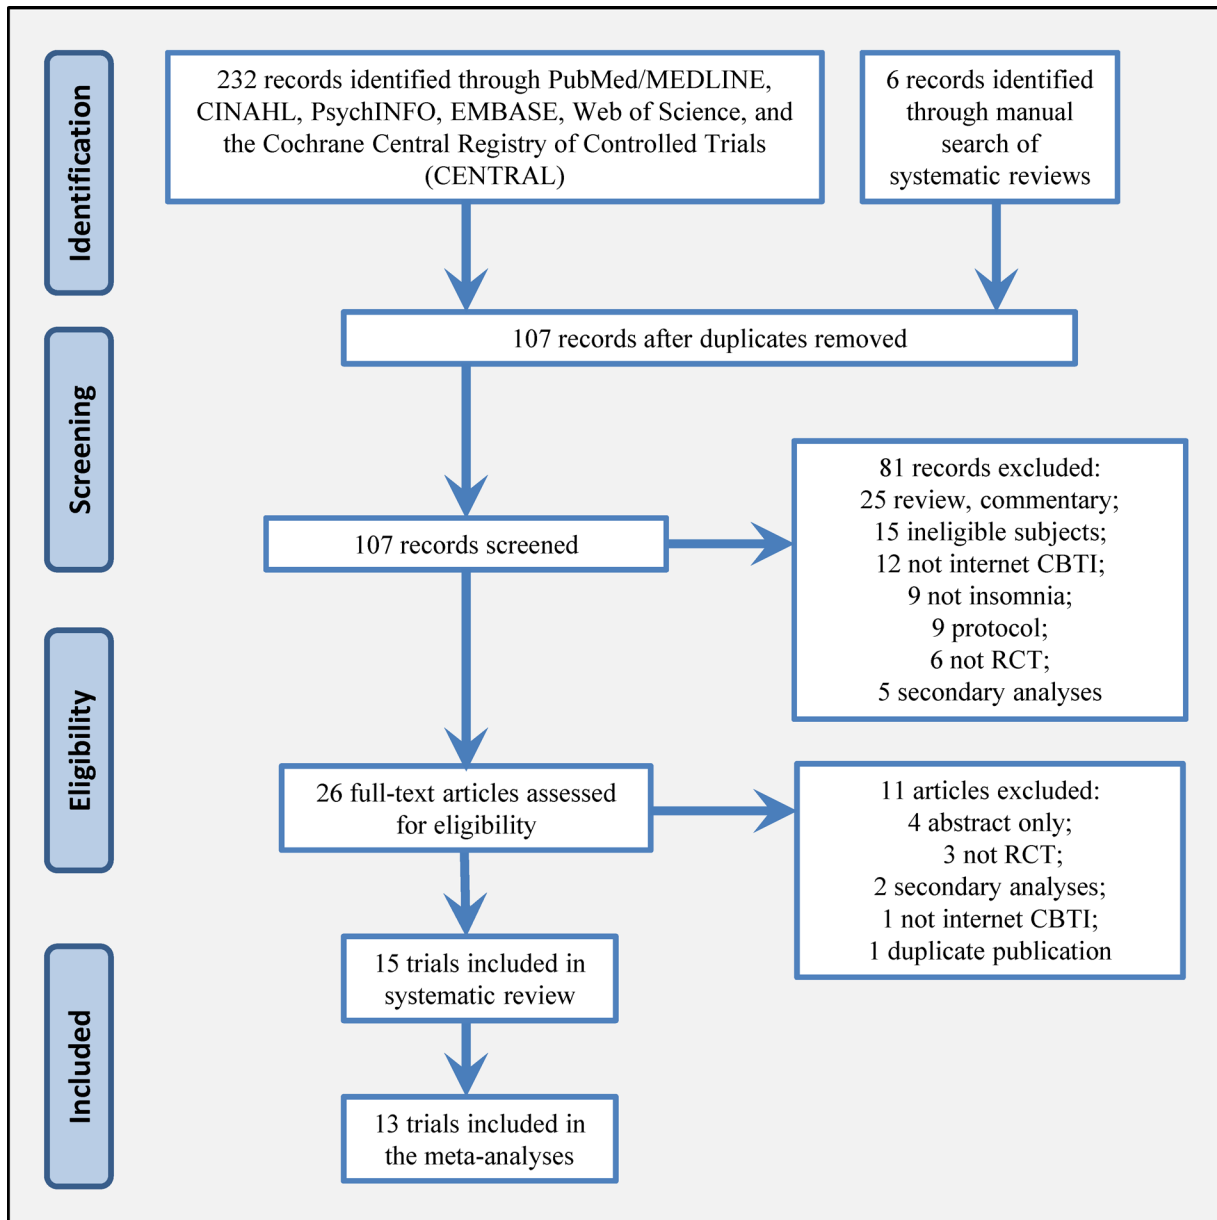 Identification
232 records identified through PubMed/MEDLINE,
CINAHL, PsychINFO, EMBASE, Web of Science, and
the Cochrane Central Registry of Controlled Trials
(CENTRAL)
6 records identified
through manual
search of
systematic reviews
107 records after duplicates removed
Screening
107 records screened
81 records excluded:
25 review, commentary;
15 ineligible subjects;
12 not internet CBTI;
9 not insomnia;
9 protocol;
6 not RCT;
5 secondary analyses
Eligibility
26 full-text articles assessed
for eligibility
11 articles excluded:
4 abstract only;
3 not RCT;
2 secondary analyses;
1 not internet CBTI;
1 duplicate publication
Included
15 trials included in
systematic review
13 trials included in
the meta-analyses